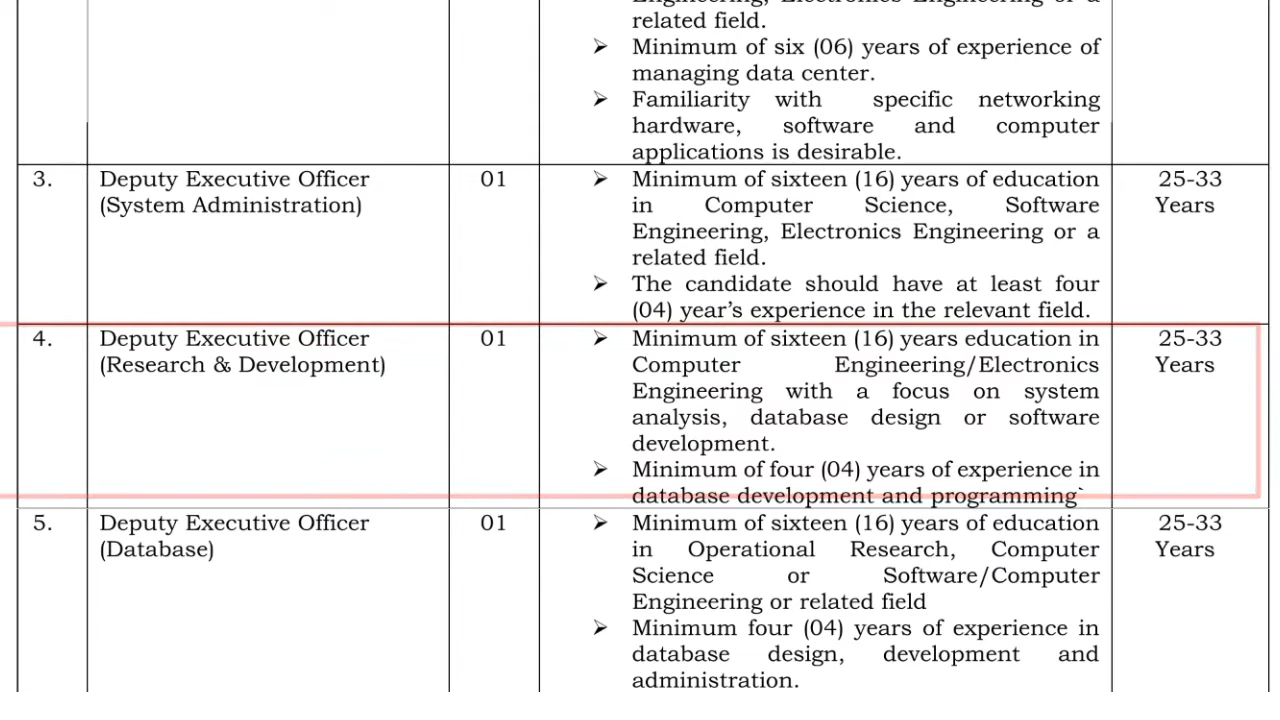 Engineering, Electronics Engineering or a
related field.
➢ Minimum of six (06) years of experience of
managing data center.
➢ Familiarity with specific networking
hardware, software and computer
applications is desirable.
3. Deputy Executive Officer 01 ➢ Minimum of sixteen (16) years of education 25-33
(System Administration) in Computer Science, Software Years
Engineering, Electronics Engineering or a
related field.
➢ The candidate should have at least four
(04) year’s experience in the relevant field.
4. Deputy Executive Officer 01 ➢ Minimum of sixteen (16) years education in 25-33
(Research & Development) Computer Engineering/Electronics Years
Engineering with a focus on system
analysis, database design or software
development.
➢ Minimum of four (04) years of experience in
database development and programming`
5. Deputy Executive Officer 01 ➢ Minimum of sixteen (16) years of education 25-33
(Database) in Operational Research, Computer Years
Science or Software/Computer
Engineering or related field
➢ Minimum four (04) years of experience in
database design, development and
administration.